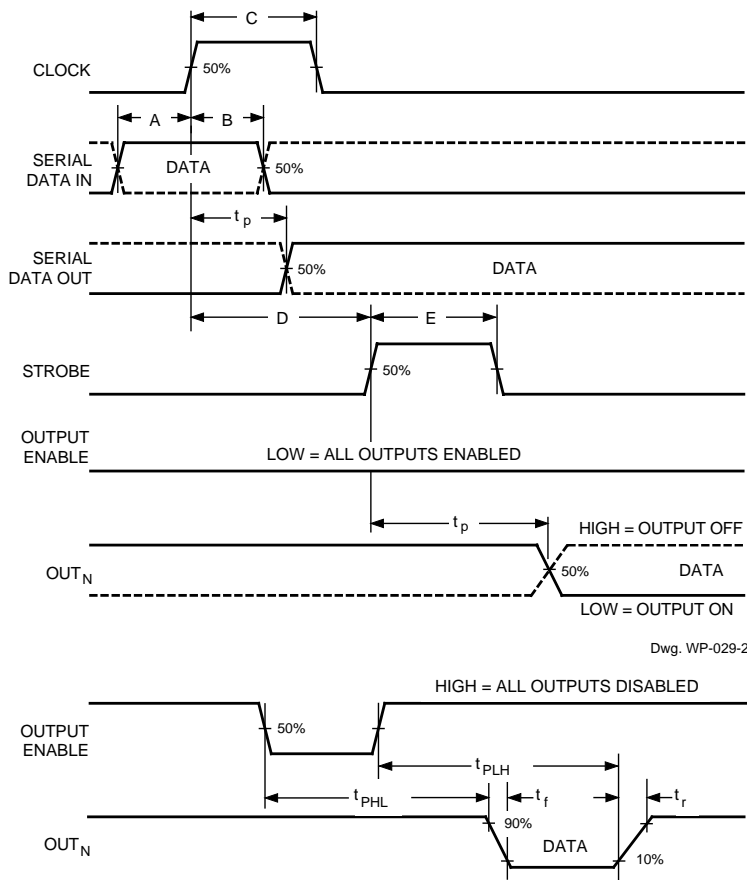 C
CLOCK
50%
A
B
SERIAL
DATA IN
DATA
50%
t p
SERIAL
DATA OUT
50%
DATA
D
E
STROBE
50%
OUTPUT
ENABLE
LOW = ALL OUTPUTS ENABLED
t p
HIGH = OUTPUT OFF
OUT N
50%
DATA
LOW = OUTPUT ON
Dwg. WP-029-2
HIGH = ALL OUTPUTS DISABLED
OUTPUT
ENABLE
50%
t PLH
t PHL
t f
t r
OUT N
90%
DATA
10%